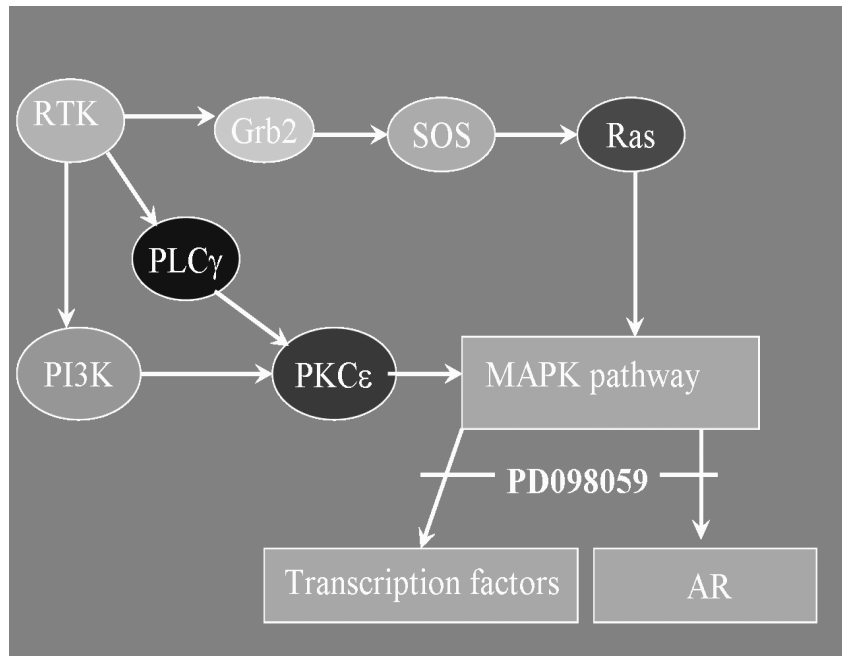 RTK
Grb2
SOS
Ras
PLCγ
PI3K
PKCε
MAPK pathway
PD098059
Transcription factors
AR